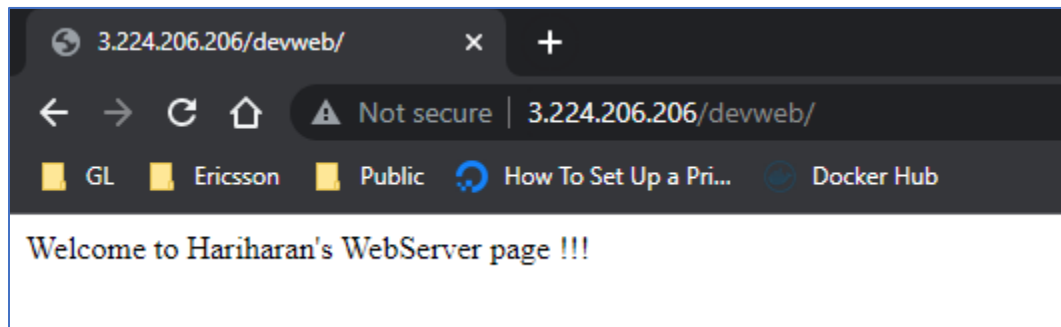 3.224.206.206/devweb/
Not secure | 3.224.206.206/devweb/
GL Ericsson Public How To Set Up a Pri... Docker Hub
Welcome to Hariharan's WebServer page !!!